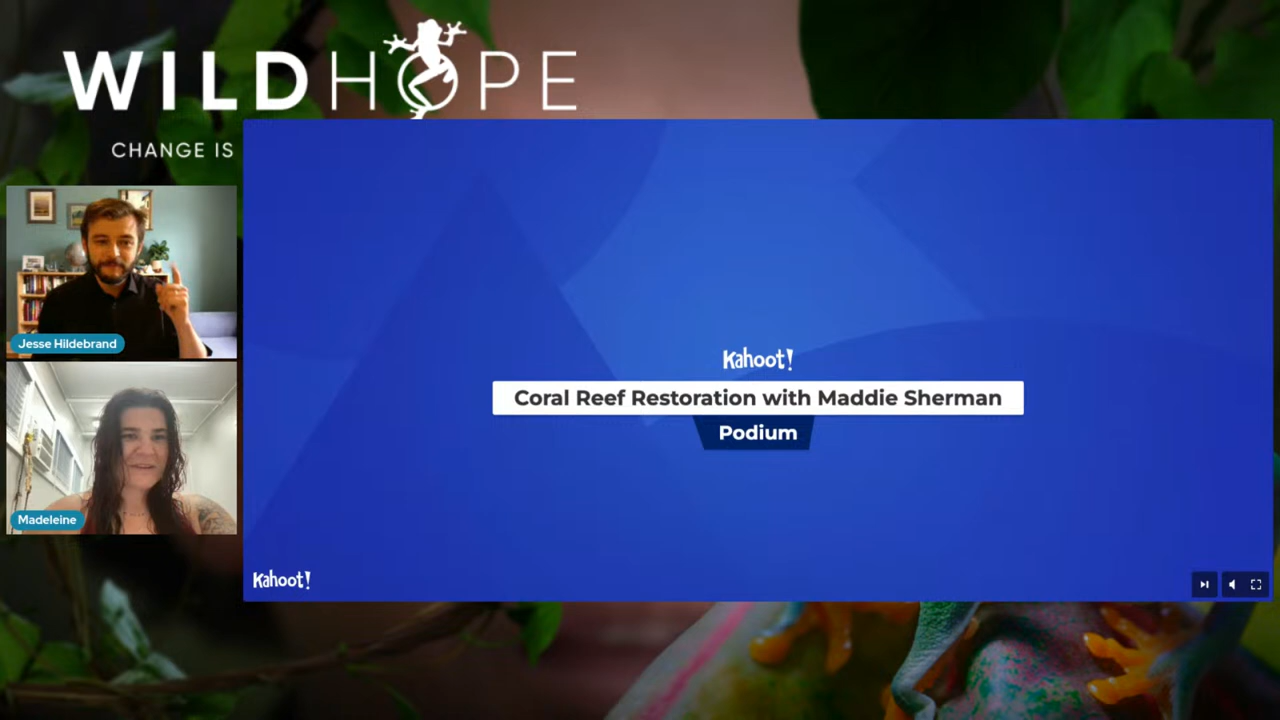 WILDHOPE
CHANGE IS
Jesse Hildebrand
Madeleine
Kahoot!
Coral Reef Restoration with Maddie Sherman
Podium
Kahoot!